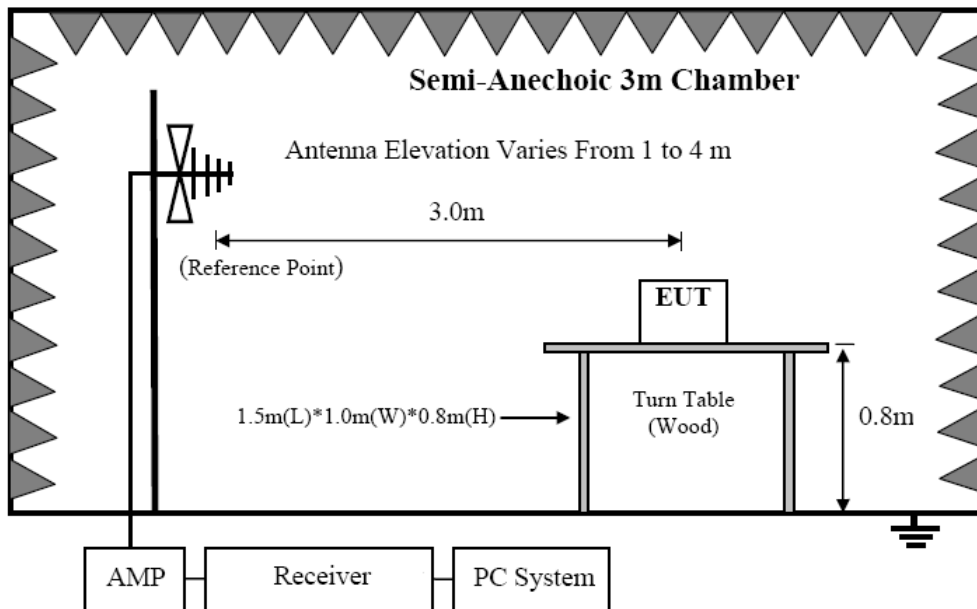 Semi-Anechoic 3m Chamber
Antenna Elevation Varies From 1 to 4 m
3.0m
(Reference Point)
EUT
1.5m(L)*1.0m(W)*0.8m(H)
Turn Table
(Wood)
0.8m
AMP
Receiver
PC System